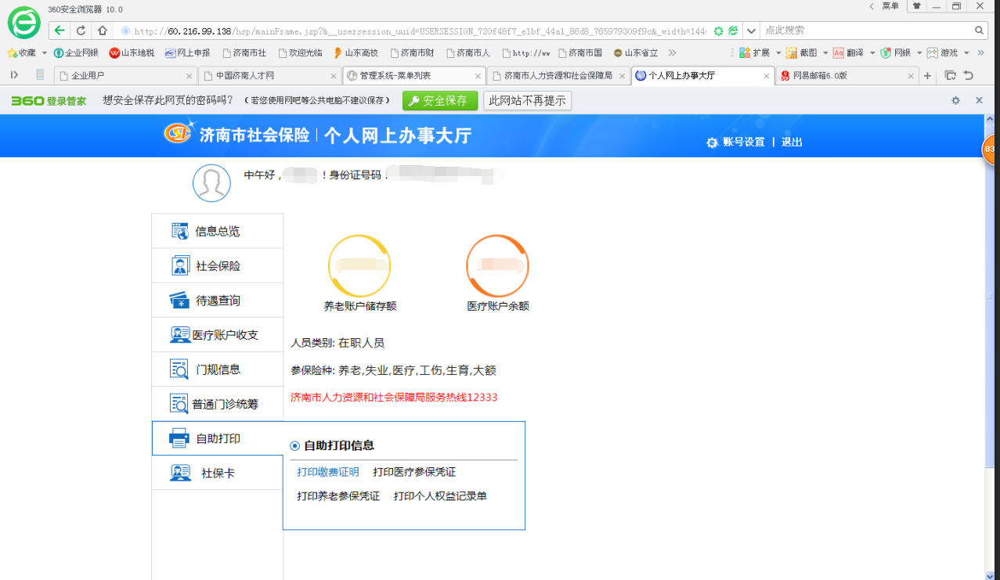 360安全浏览器 10.0
菜单
http://60.216.99.138/hsp/mainFrame.jsp?&__usersession_uuid=USERSESSION_720f48f7_e1bf_44a1_86d8_765979309f9c&_width=144
点此搜索
收藏 企业网银 山东地税 网上申报 济南市社 欢迎光临 山东高校 济南市财 济南市人 http://ww 济南市国 山东省立 扩展 截图 翻译 网银 游戏
企业用户 中国济南人才网 管理系统-菜单列表 济南市人力资源和社会保障局 个人网上办事大厅 网易邮箱6.0版
360登录管家 想安全保存此网页的密码吗? (若您使用网吧等公共电脑不建议保存) 安全保存 此网站不再提示
济南市社会保险 | 个人网上办事大厅
账号设置 | 退出
83
中午好, ! 身份证号码
信息总览
社会保险
待遇查询
医疗账户收支
门规信息
普通门诊统筹
自助打印
社保卡
养老账户储存额 医疗账户余额
人员类别: 在职人员
参保险种: 养老,失业,医疗,工伤,生育,大额
济南市人力资源和社会保障局服务热线12333
自助打印信息
打印缴费证明 打印医疗参保凭证
打印养老参保凭证 打印个人权益记录单